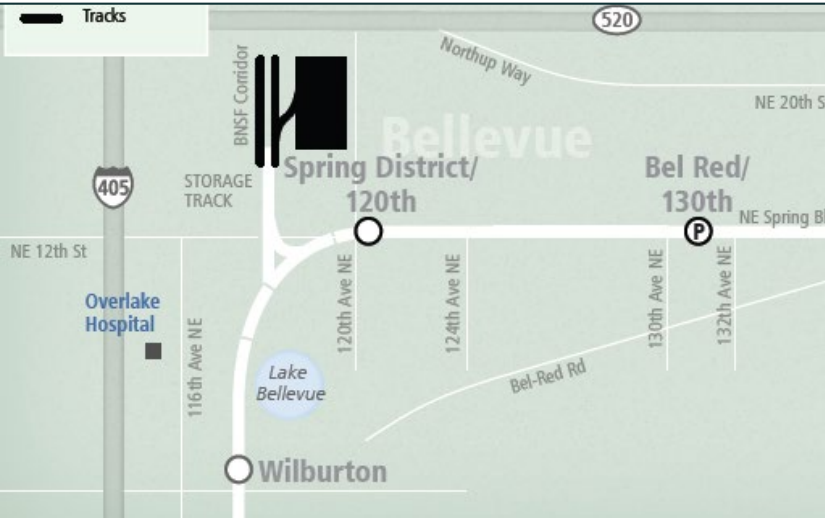 Tracks
520
Northup Way
BNSF Corridor
NE 20th S
Bellevue
405
STORAGE
TRACK
Spring District/
120th
Bel Red/
130th
P
NE Spring Bl
NE 12th St
120th Ave NE
124th Ave NE
130th Ave NE
132th Ave NE
Overlake
Hospital
116th Ave NE
Lake
Bellevue
Bel-Red Rd
Wilburton